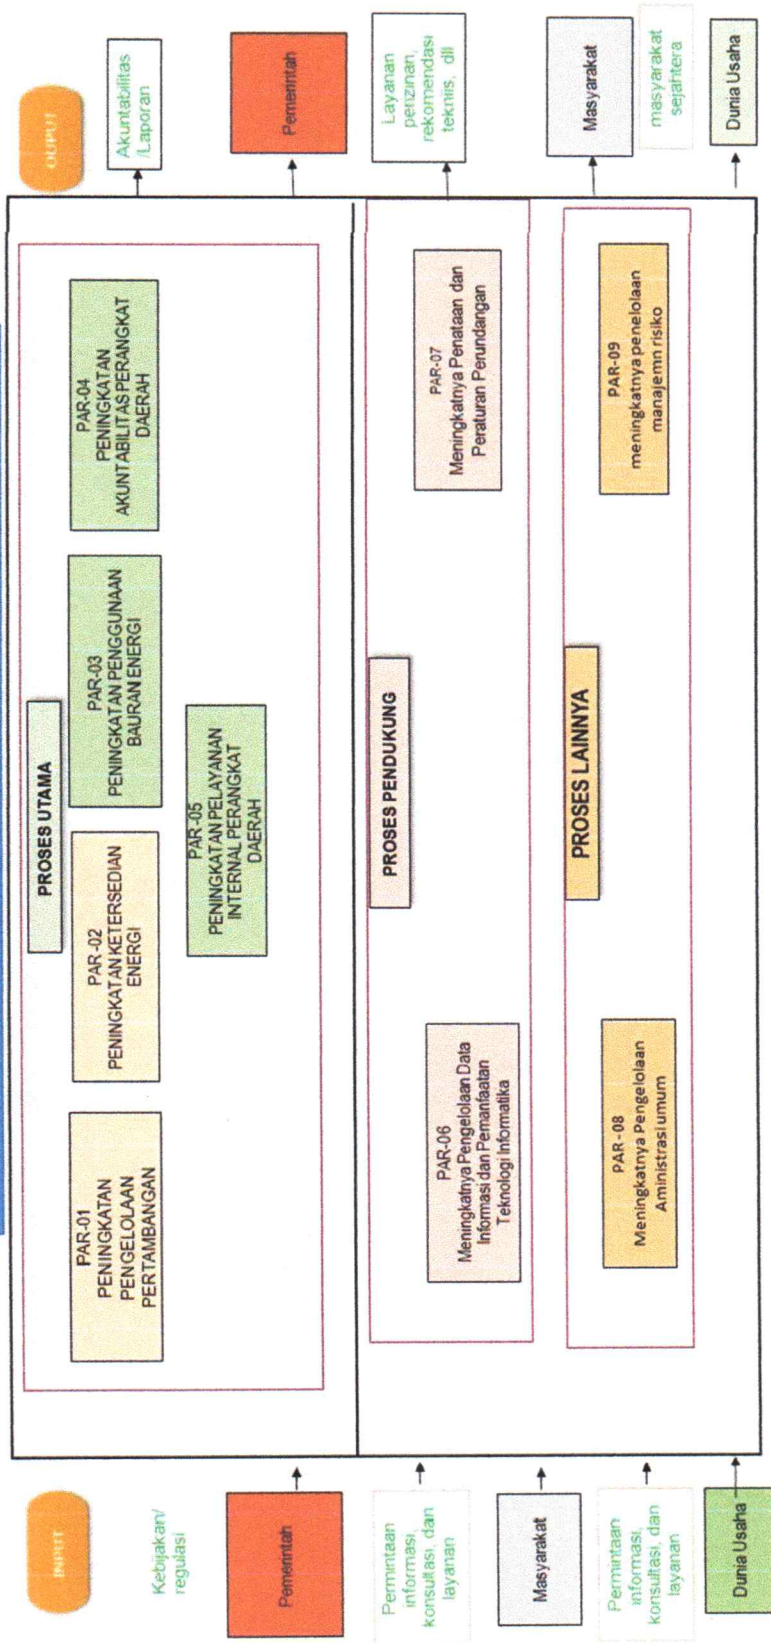 INPUT
Kebijakan/
regulasi
Pemerintah
Permintaan
informasi,
konsultasi, dan
layanan
Masyarakat
Permintaan
informasi,
konsultasi, dan
layanan
Dunia Usaha
PROSES UTAMA
PAR-01
PENINGKATAN
PENGELOLAAN
PERTAMBANGAN
PAR-02
PENINGKATAN KETERSEDIAN
ENERGI
PAR-03
PENINGKATAN PENGGUNAAN
BAURAN ENERGI
PAR-04
PENINGKATAN
AKUNTABILITAS PERANGKAT
DAERAH
PAR-05
PENINGKATAN PELAYANAN
INTERNAL PERANGKAT
DAERAH
PROSES PENDUKUNG
PAR-06
Meningkatnya Pengelolaan Data
Informasi dan Pemanfaatan
Teknologi Informatika
PAR-07
Meningkatnya Penataan dan
Peraturan Perundangan
PROSES LAINNYA
PAR-08
Meningkatnya Pengelolaan
Aministrasi umum
PAR-09
meningkatnya penelolaan
manajemn risiko
OUPUT
Akuntabilitas
/Laporan
Pemerintah
Layanan
perizinan,
rekomendasi
tekniis, dll
Masyarakat
masyarakat
sejahtera
Dunia Usaha